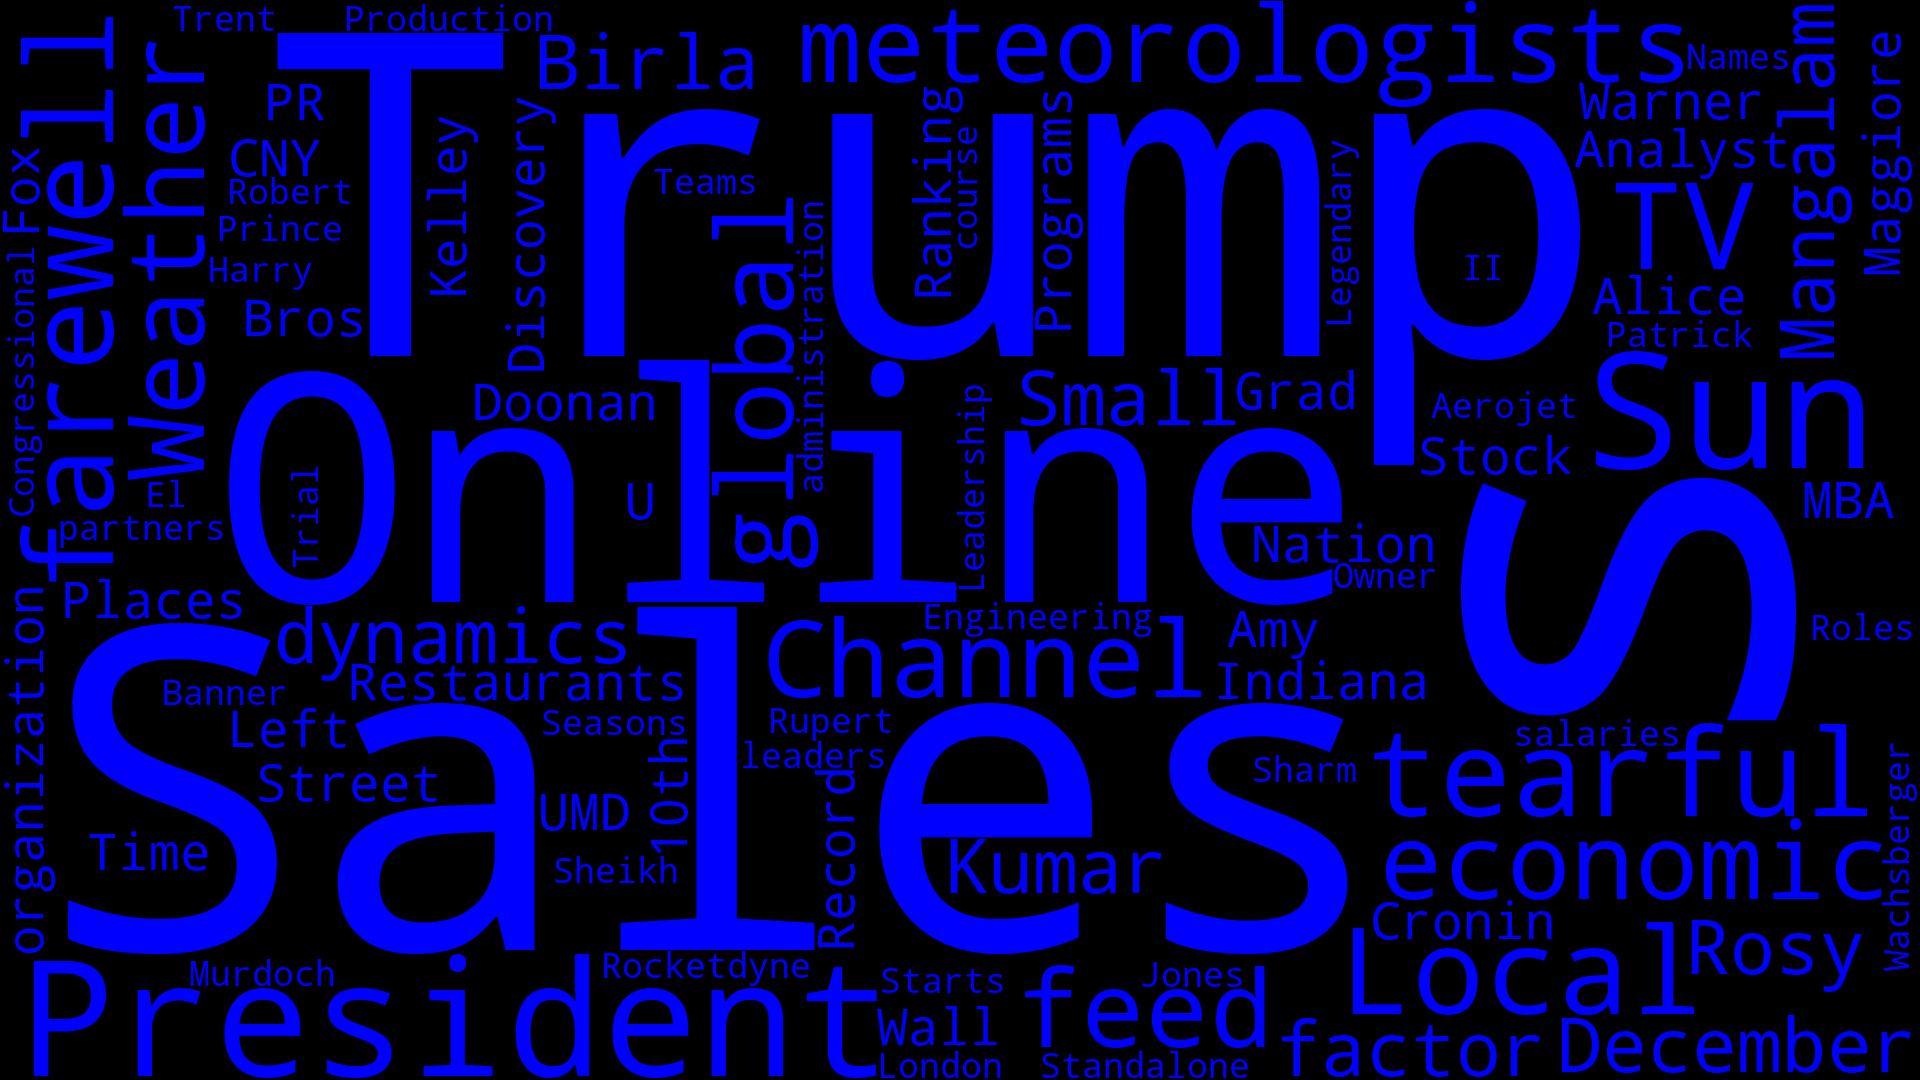 Trent
Production
Birla
meteorologists
Names
farewell
Weather
Trump
PR
CNY
Robert
Prince
Harry
Bros
Fox
Congressional
Kelley
Discovery
Teams
global
administration
Ranking
course
Programs
Legendary
II
Warner
Analyst
TV
Alice
Patrick
Mangalam
Maggiore
Online
Doonan
Small
Grad
Aerojet
Stock
Sun
MBA
El
partners
Trial
U
Leadership
Nation
Owner
S
Places
organization
dynamics
Restaurants
Channel
Engineering
Amy
Indiana
Roles
Sales
Banner
Left
Street
Seasons
Rupert
leaders
10th
UMD
Sheikh
Time
Record
Kumar
Sharm
salaries
tearful
economic
Wachsberger
Cronin
Local
Rosy
President
Murdoch
Rocketdyne
Starts
Wall
London
feed
Jones
Standalone
factor
December